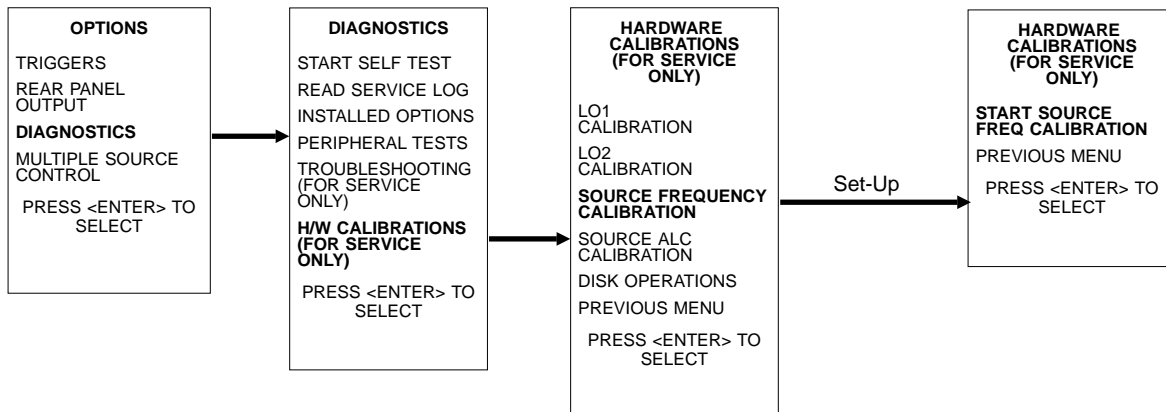 OPTIONS
TRIGGERS
REAR PANEL
OUTPUT
DIAGNOSTICS
MULTIPLE SOURCE
CONTROL
PRESS <ENTER> TO
SELECT
DIAGNOSTICS
START SELF TEST
READ SERVICE LOG
INSTALLED OPTIONS
PERIPHERAL TESTS
TROUBLESHOOTING
(FOR SERVICE
ONLY)
H/W CALIBRATIONS
(FOR SERVICE
ONLY)
PRESS <ENTER> TO
SELECT
HARDWARE
CALIBRATIONS
(FOR SERVICE
ONLY)
LO1
CALIBRATION
LO2
CALIBRATION
SOURCE FREQUENCY
CALIBRATION
SOURCE ALC
CALIBRATION
DISK OPERATIONS
PREVIOUS MENU
PRESS <ENTER> TO
SELECT
Set-Up
HARDWARE
CALIBRATIONS
(FOR SERVICE
ONLY)
START SOURCE
FREQ CALIBRATION
PREVIOUS MENU
PRESS <ENTER> TO
SELECT